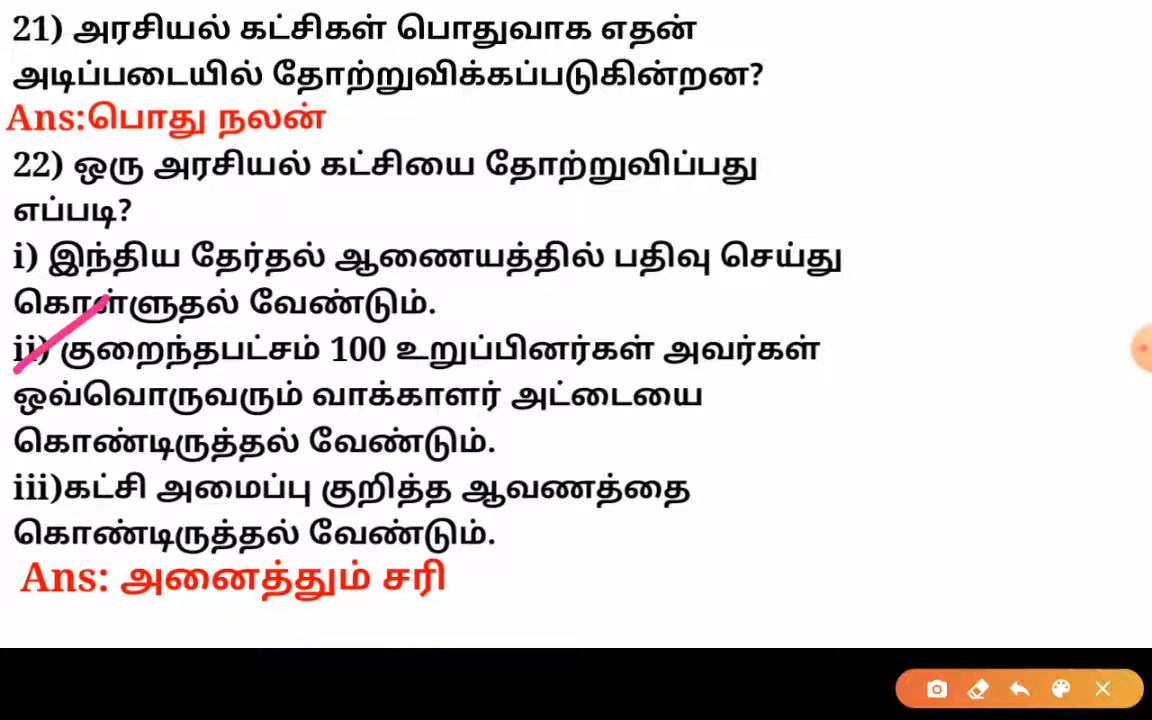 21) அரசியல் கட்சிகள் பொதுவாக எதன்
அடிப்படையில் தோற்றுவிக்கப்படுகின்றன?
Ans:பொது நலன்
22) ஒரு அரசியல் கட்சியை தோற்றுவிப்பது
எப்படி?
i) இந்திய தேர்தல் ஆணையத்தில் பதிவு செய்து
கொள்ளுதல் வேண்டும்.
ii) குறைந்தபட்சம் 100 உறுப்பினர்கள் அவர்கள்
ஒவ்வொருவரும் வாக்காளர் அட்டையை
கொண்டிருத்தல் வேண்டும்.
iii)கட்சி அமைப்பு குறித்த ஆவணத்தை
கொண்டிருத்தல் வேண்டும்.
Ans: அனைத்தும் சரி